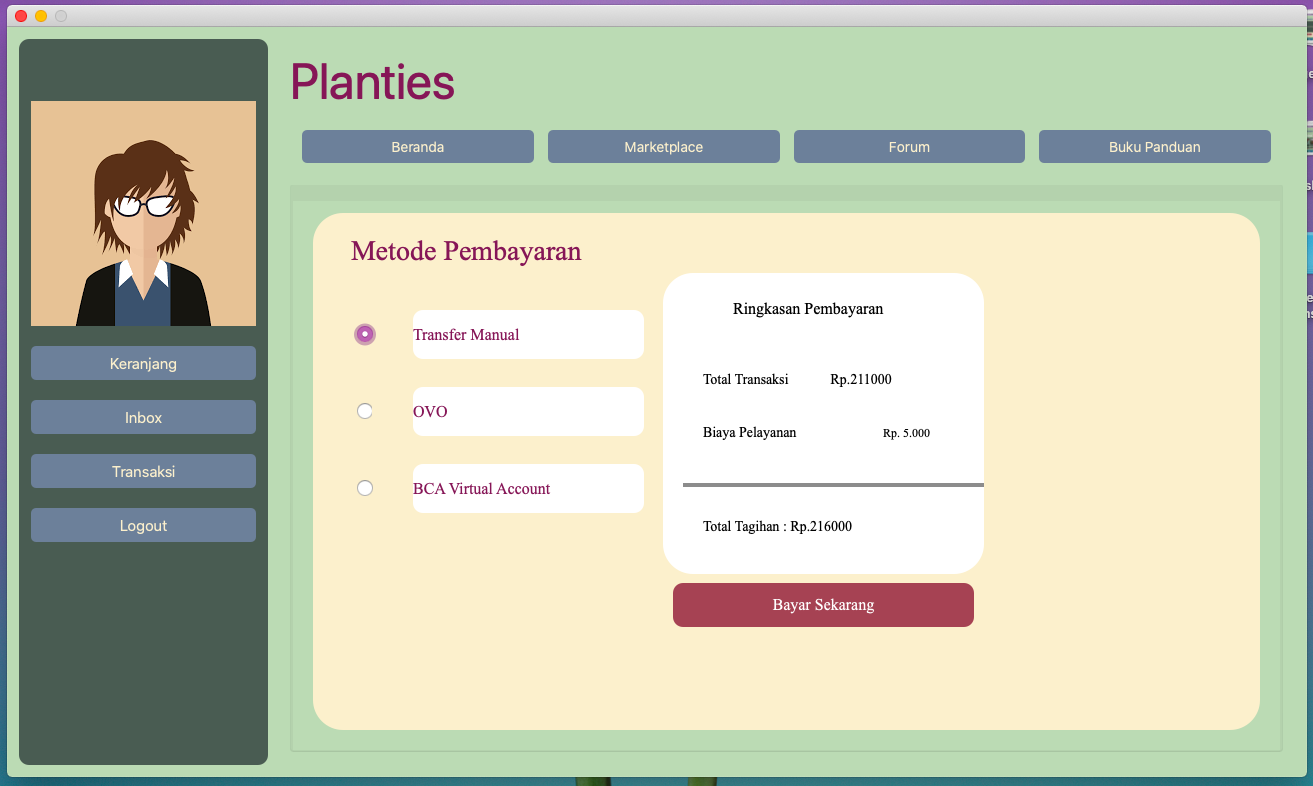 Planties
Beranda Marketplace Forum Buku Panduan
Keranjang
Inbox
Transaksi
Logout
Metode Pembayaran
Transfer Manual
OVO
BCA Virtual Account
Ringkasan Pembayaran
Total Transaksi Rp.211000
Biaya Pelayanan Rp. 5.000
Total Tagihan : Rp.216000
Bayar Sekarang